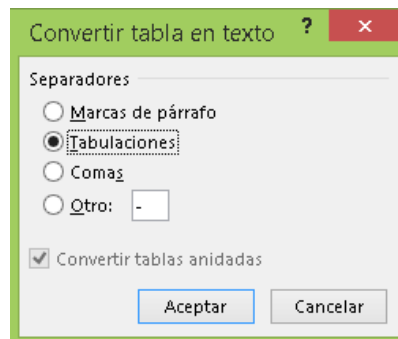 Convertir tabla en texto ? ×
Separadores
Marcas de párrafo
Tabulaciones
Comas
Otro: -
Convertir tablas anidadas
Aceptar Cancelar